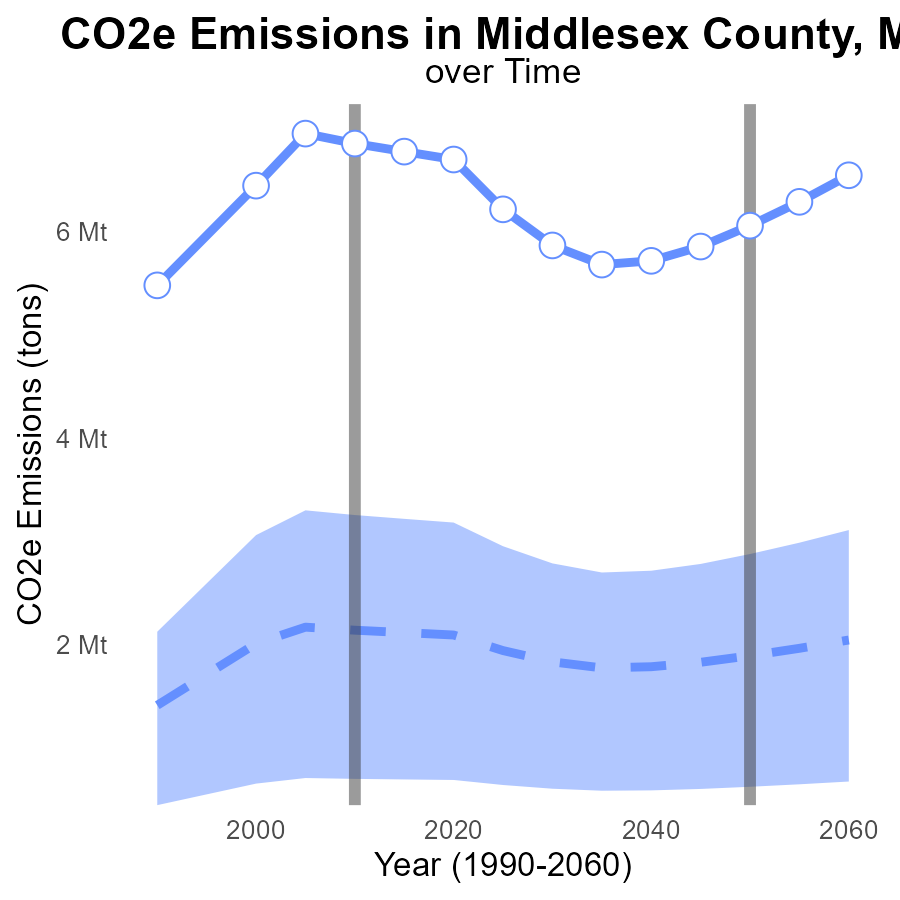 CO2e Emissions in Middlesex County, M
over Time
CO2e Emissions (tons)
6 Mt
4 Mt
2 Mt
2000 2020 2040 2060
Year (1990-2060)